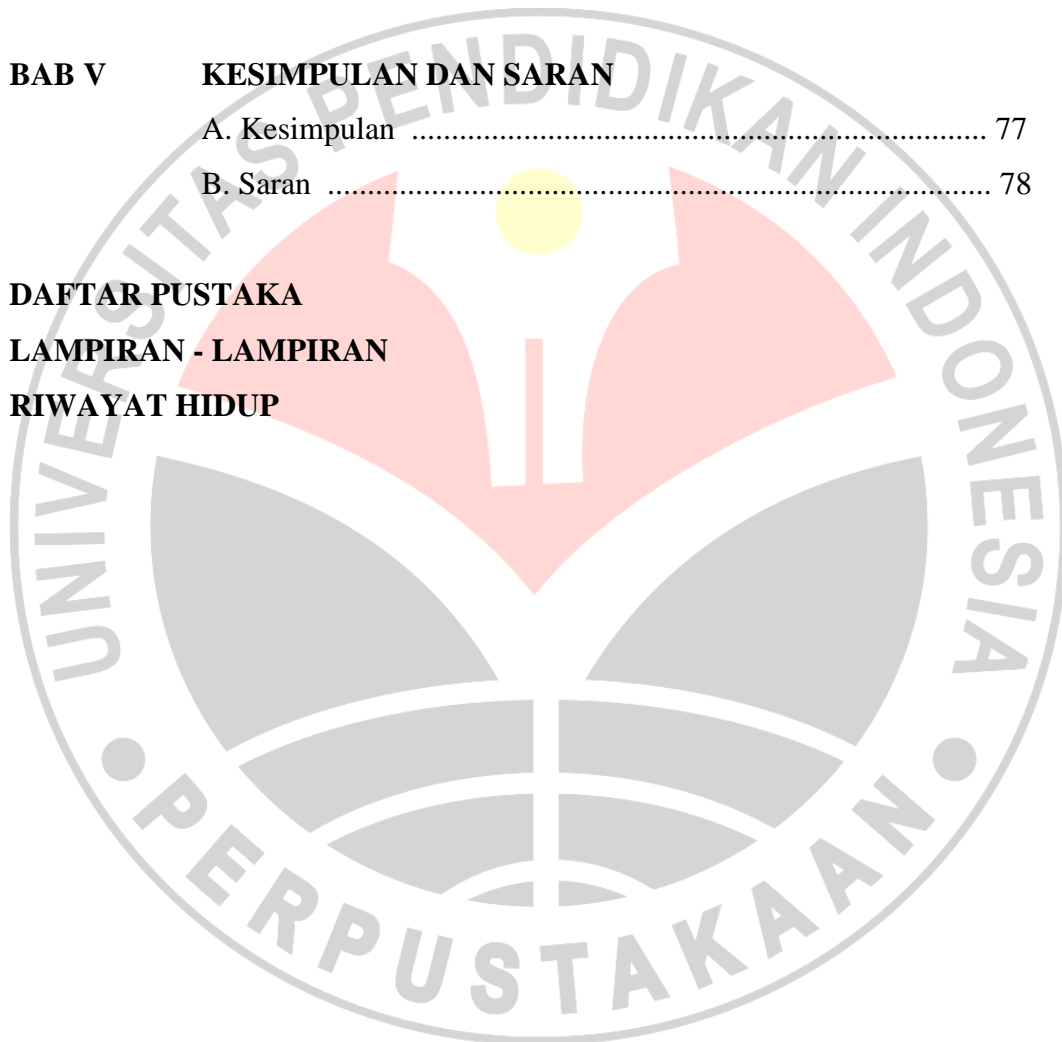 BAB V KESIMPULAN DAN SARAN
A. Kesimpulan ........................................................................ 77
B. Saran ................................................................................... 78
DAFTAR PUSTAKA
LAMPIRAN - LAMPIRAN
RIWAYAT HIDUP
UNIVERSITAS PENDIDIKAN INDONESIA
PERPUSTAKAAN